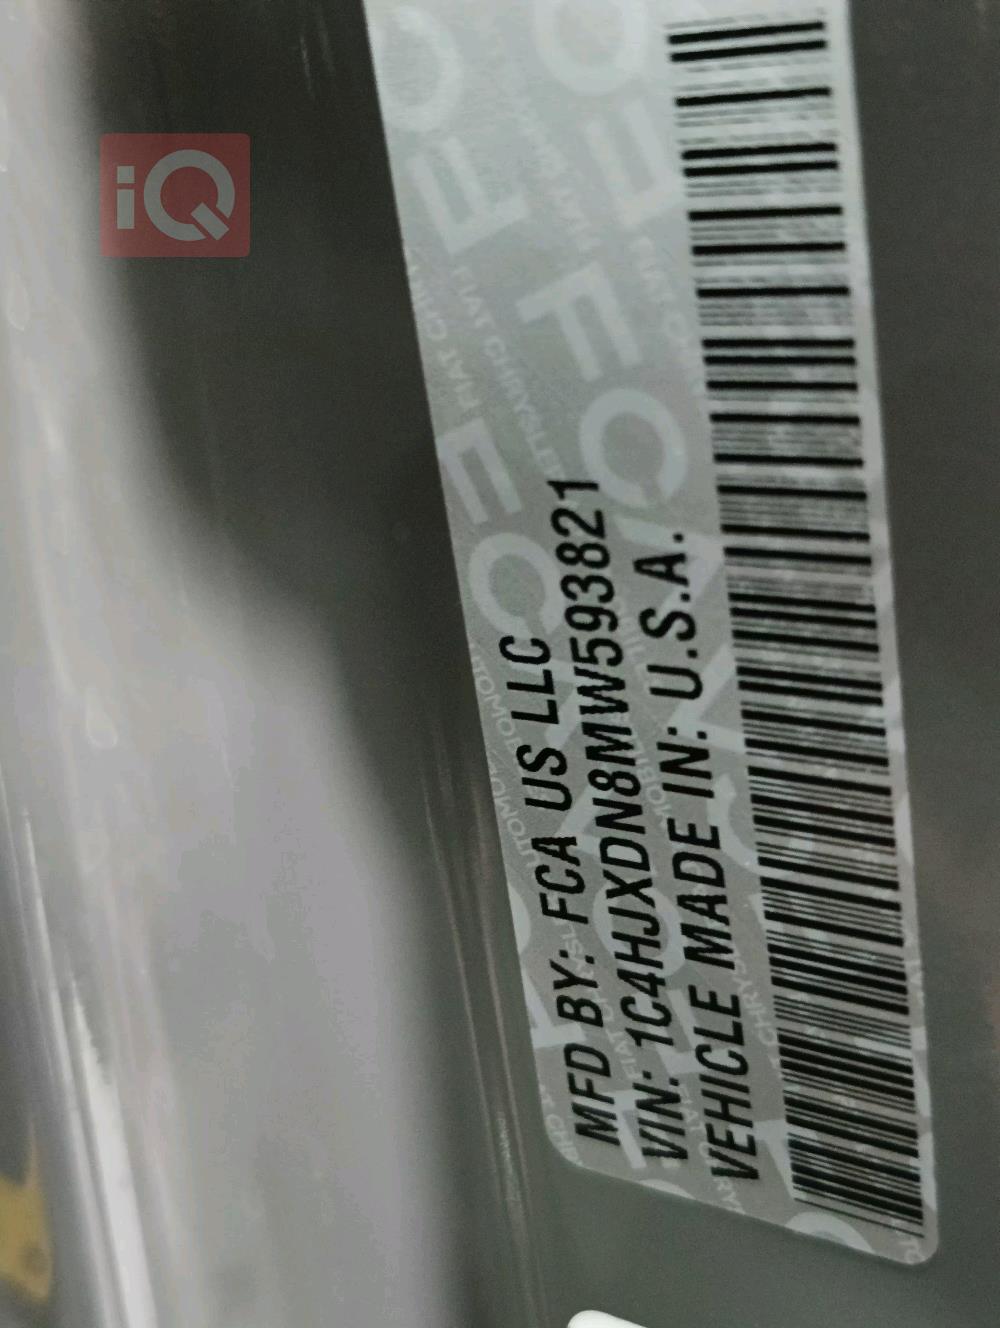 iQ
MFD BY: FCA US LLC
VIN: 1C4HJXDN8MW593821
VEHICLE MADE IN: U.S.A.